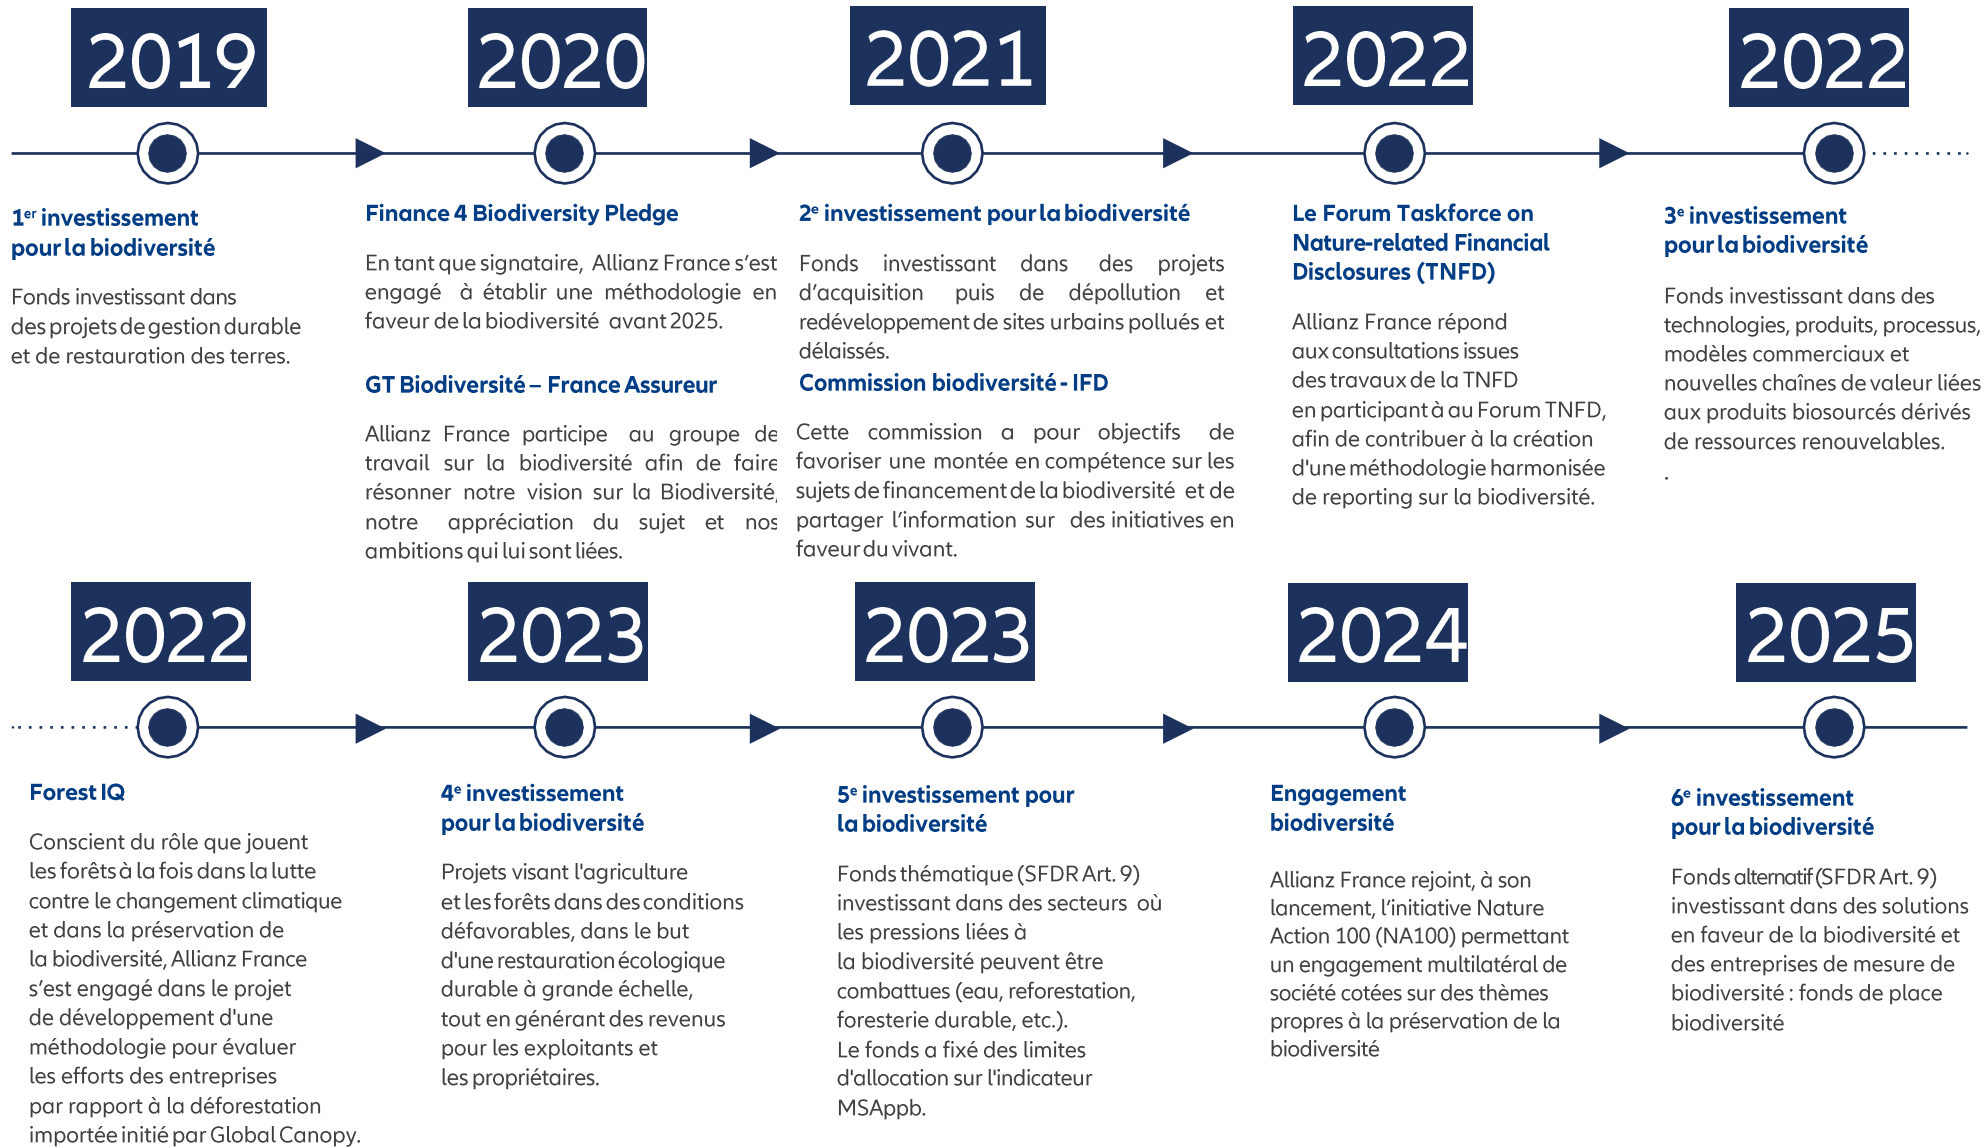 2019
1er investissement
pour la biodiversité
Fonds investissant dans
des projets de gestion durable
et de restauration des terres.
2020
Finance 4 Biodiversity Pledge
En tant que signataire, Allianz France s’est
engagé à établir une méthodologie en
faveur de la biodiversité avant 2025.
GT Biodiversité – France Assureur
Allianz France participe au groupe de
travail sur la biodiversité afin de faire
résonner notre vision sur la Biodiversité,
notre appréciation du sujet et nos
ambitions qui lui sont liées.
2021
2e investissement pour la biodiversité
Fonds investissant dans des projets
d’acquisition puis de dépollution et
redéveloppement de sites urbains pollués et
délaissés.
Commission biodiversité - IFD
Cette commission a pour objectifs de
favoriser une montée en compétence sur les
sujets de financement de la biodiversité et de
partager l’information sur des initiatives en
faveur du vivant.
2022
Le Forum Taskforce on
Nature-related Financial
Disclosures (TNFD)
Allianz France répond
aux consultations issues
des travaux de la TNFD
en participant à au Forum TNFD,
afin de contribuer à la création
d'une méthodologie harmonisée
de reporting sur la biodiversité.
2022
3e investissement
pour la biodiversité
Fonds investissant dans des
technologies, produits, processus,
modèles commerciaux et
nouvelles chaînes de valeur liées
aux produits biosourcés dérivés
de ressources renouvelables.
.
2022
Forest IQ
Conscient du rôle que jouent
les forêts à la fois dans la lutte
contre le changement climatique
et dans la préservation de
la biodiversité, Allianz France
s’est engagé dans le projet
de développement d'une
méthodologie pour évaluer
les efforts des entreprises
par rapport à la déforestation
importée initié par Global Canopy.
2023
4e investissement
pour la biodiversité
Projets visant l'agriculture
et les forêts dans des conditions
défavorables, dans le but
d'une restauration écologique
durable à grande échelle,
tout en générant des revenus
pour les exploitants et
les propriétaires.
2023
5e investissement pour
la biodiversité
Fonds thématique (SFDR Art. 9)
investissant dans des secteurs où
les pressions liées à
la biodiversité peuvent être
combattues (eau, reforestation,
foresterie durable, etc.).
Le fonds a fixé des limites
d'allocation sur l'indicateur
MSAppb.
2024
Engagement
biodiversité
Allianz France rejoint, à son
lancement, l’initiative Nature
Action 100 (NA100) permettant
un engagement multilatéral de
société cotées sur des thèmes
propres à la préservation de la
biodiversité
2025
6e investissement
pour la biodiversité
Fonds alternatif (SFDR Art. 9)
investissant dans des solutions
en faveur de la biodiversité et
des entreprises de mesure de
biodiversité : fonds de place
biodiversité